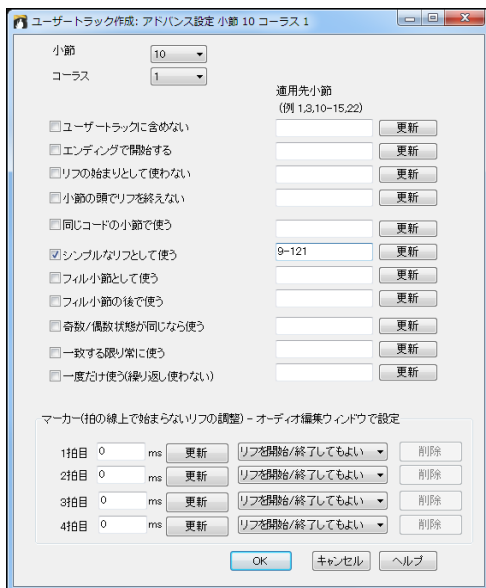 ユーザートラック作成: アドバンス設定 小節 10 コーラス 1
小節 10
コーラス 1
適用先小節
(例 1,3,10-15,22)
ユーザートラックに含めない 更新
エンディングで開始する 更新
リフの始まりとして使わない 更新
小節の頭でリフを終えない 更新
同じコードの小節で使う 更新
シンプルなリフとして使う 9-121 更新
フィル小節として使う 更新
フィル小節の後で使う 更新
奇数/偶数状態が同じなら使う 更新
一致する限り常に使う 更新
一度だけ使う(繰り返し使わない) 更新
マーカー(拍の線上で始まらないリフの調整) - オーディオ編集ウィンドウで設定
1拍目 0 ms 更新 リフを開始/終了してもよい 削除
2拍目 0 ms 更新 リフを開始/終了してもよい 削除
3拍目 0 ms 更新 リフを開始/終了してもよい 削除
4拍目 0 ms 更新 リフを開始/終了してもよい 削除
OK キャンセル ヘルプ